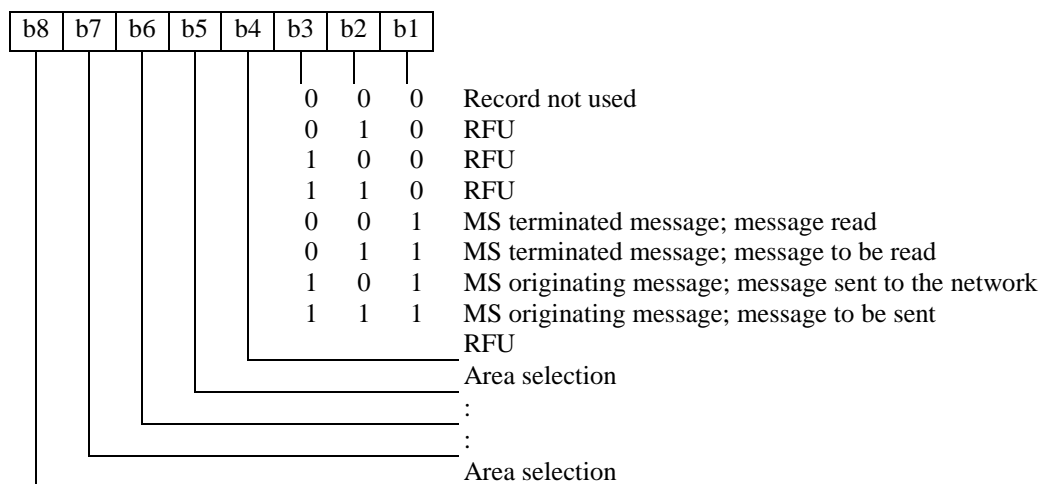 b8 b7 b6 b5 b4 b3 b2 b1
0 0 0 Record not used
0 1 0 RFU
1 0 0 RFU
1 1 0 RFU
0 0 1 MS terminated message; message read
0 1 1 MS terminated message; message to be read
1 0 1 MS originating message; message sent to the network
1 1 1 MS originating message; message to be sent
RFU
Area selection
:
:
Area selection